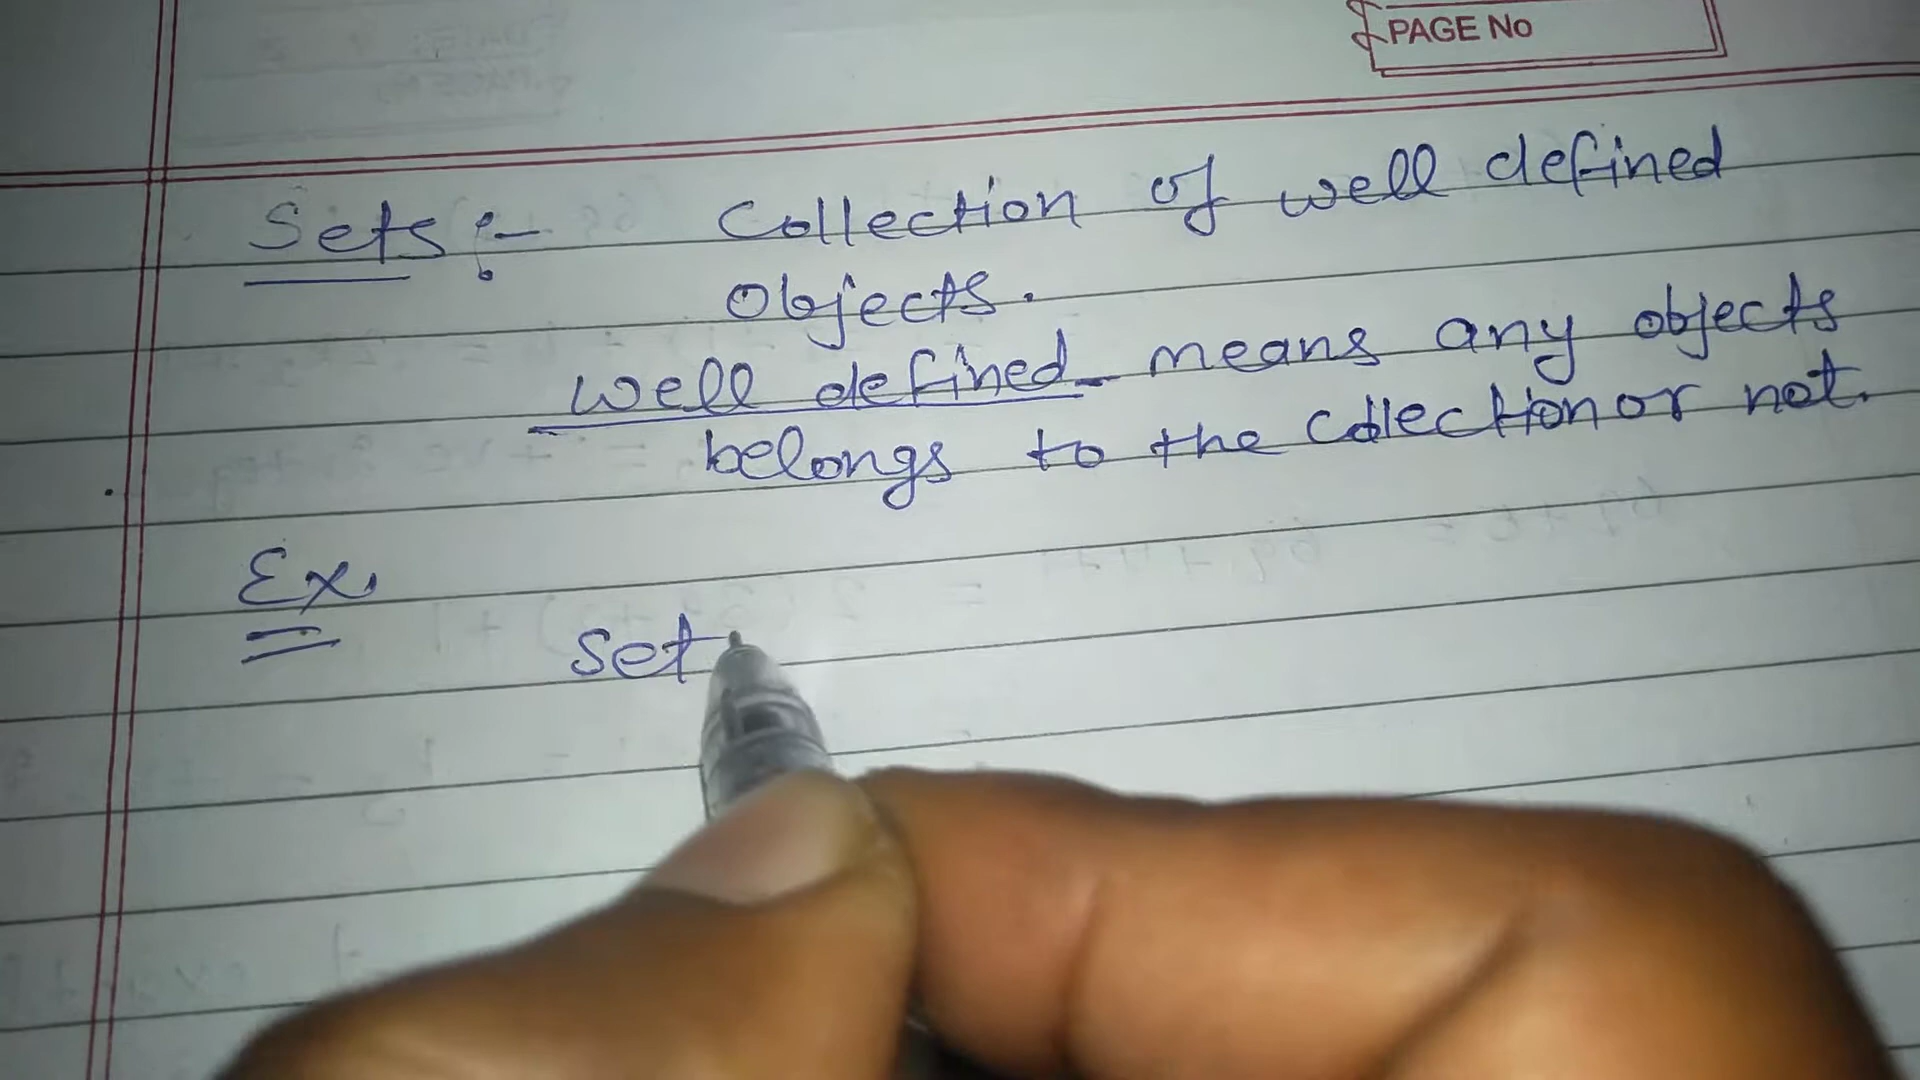 PAGE No
Sets :- Collection of well defined
Objects.
well defined means any objects
belongs to the collection or not.
Ex.
Set